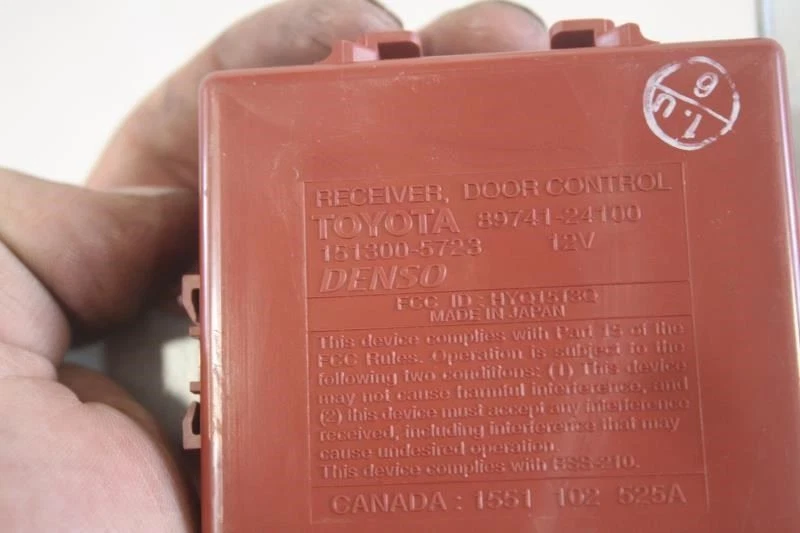 6
T.U
RECEIVER, DOOR CONTROL
TOYOTA 89741-24100
151300-5723 12V
DENSO
FCC ID : HYQ1513Q
MADE IN JAPAN
This device complies with Part 15 of the
FCC Rules. Operation is subject to the
following two conditions: (1) This device
may not cause harmful interference, and
(2) this device must accept any interference
received, including interference that may
cause undesired operation.
This device complies with RSS-210.
CANADA : 1551 102 525A